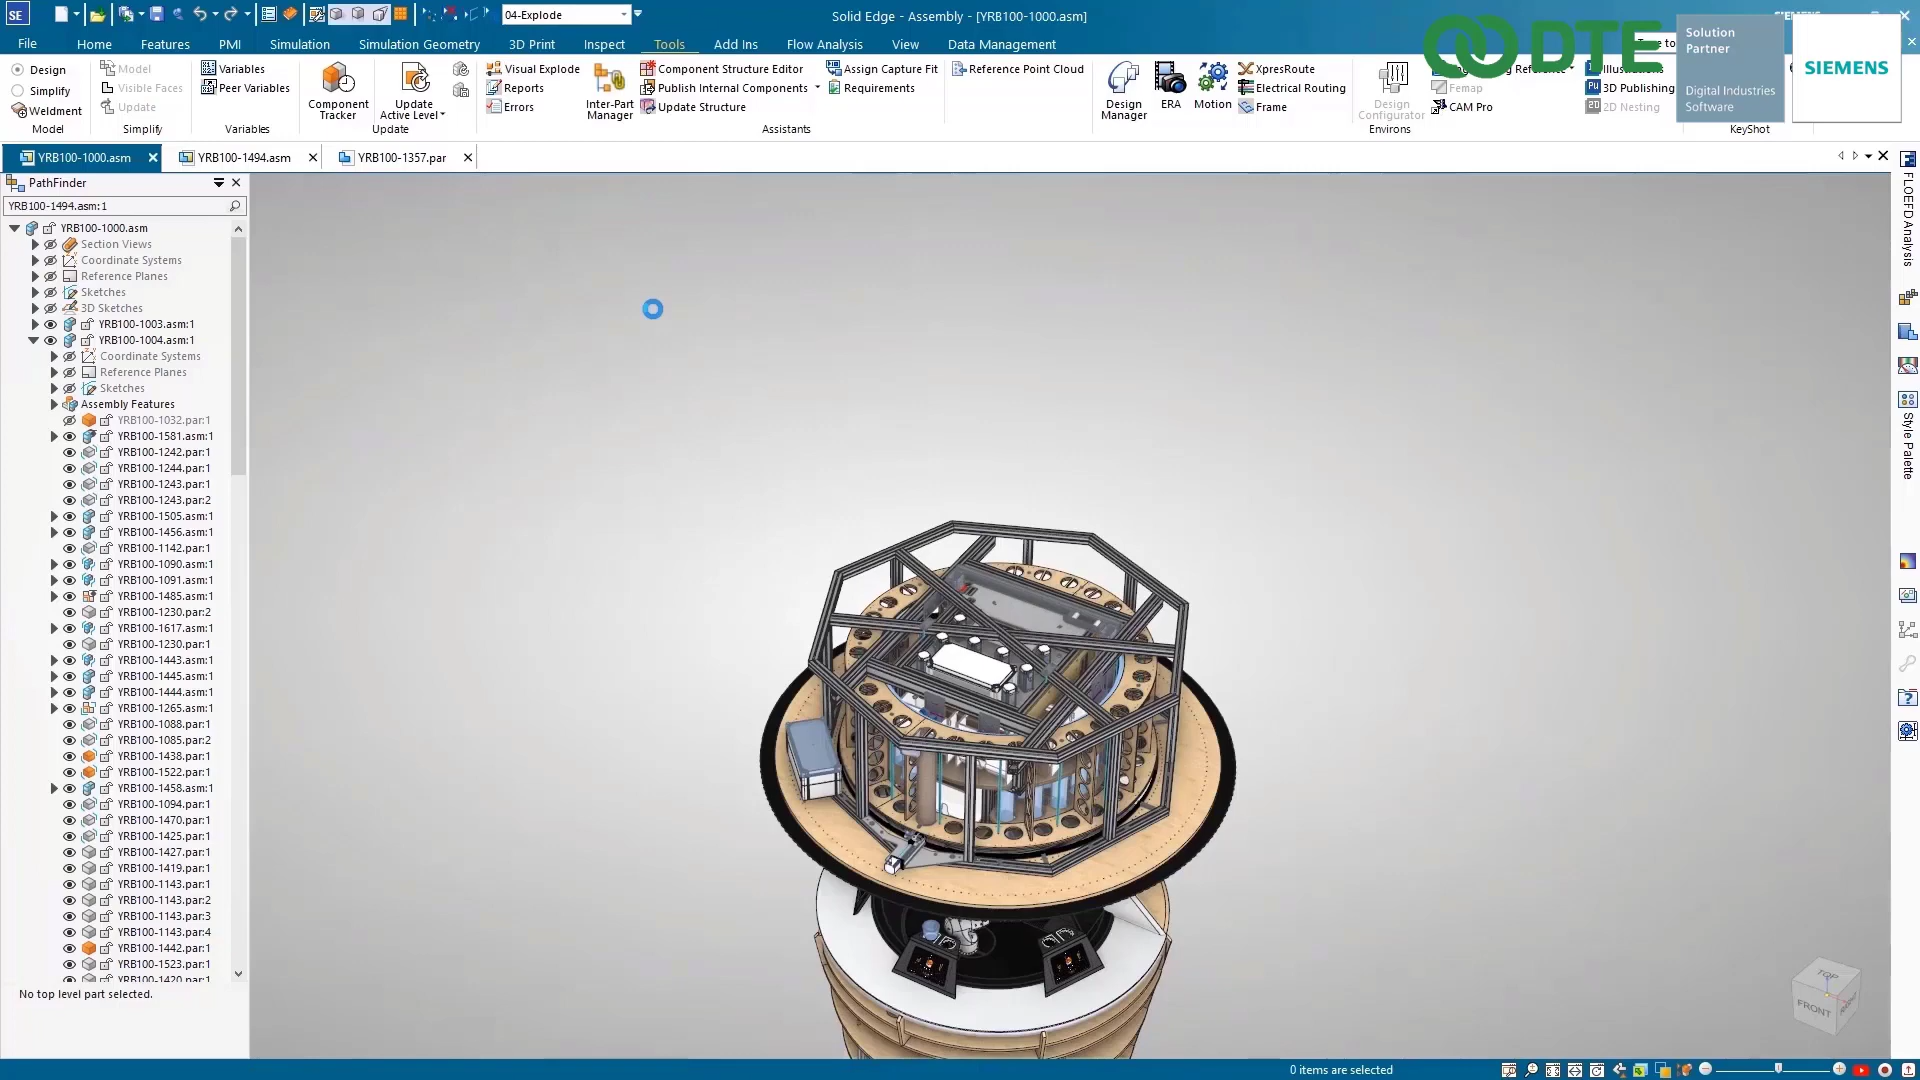 SE
04-Explode
Solid Edge - Assembly - [YRB100-1000.asm]
File
Home
Features
PMI
Simulation
Simulation Geometry
3D Print
Inspect
Tools
Add Ins
Flow Analysis
View
Data Management
Design
Simplify
Weldment
Model
Model
Visible Faces
Update
Simplify
Variables
Peer Variables
Variables
Component
Tracker
Update
Active Level
Update
Visual Explode
Reports
Errors
Inter-Part
Manager
Component Structure Editor
Publish Internal Components
Update Structure
Assign Capture Fit
Requirements
Assistants
Reference Point Cloud
Design
Manager
ERA
Motion
XpresRoute
Electrical Routing
Frame
Design
Configurator
Environs
Femap
CAM Pro
3D Publishing
2D Nesting
KeyShot
DTE
Solution
Partner
Digital Industries
Software
SIEMENS
YRB100-1000.asm
YRB100-1494.asm
YRB100-1357.par
PathFinder
YRB100-1494.asm:1
YRB100-1000.asm
Section Views
Coordinate Systems
Reference Planes
Sketches
3D Sketches
YRB100-1003.asm:1
YRB100-1004.asm:1
Coordinate Systems
Reference Planes
Sketches
Assembly Features
YRB100-1032.par:1
YRB100-1581.asm:1
YRB100-1242.par:1
YRB100-1244.par:1
YRB100-1243.par:1
YRB100-1243.par:2
YRB100-1505.asm:1
YRB100-1456.asm:1
YRB100-1142.par:1
YRB100-1090.asm:1
YRB100-1091.asm:1
YRB100-1485.asm:1
YRB100-1230.par:2
YRB100-1617.asm:1
YRB100-1230.par:1
YRB100-1443.asm:1
YRB100-1445.asm:1
YRB100-1444.asm:1
YRB100-1265.asm:1
YRB100-1088.par:1
YRB100-1085.par:2
YRB100-1438.par:1
YRB100-1522.par:1
YRB100-1458.asm:1
YRB100-1094.par:1
YRB100-1470.par:1
YRB100-1425.par:1
YRB100-1427.par:1
YRB100-1419.par:1
YRB100-1143.par:1
YRB100-1143.par:2
YRB100-1143.par:3
YRB100-1143.par:4
YRB100-1442.par:1
YRB100-1523.par:1
YRB100-1420.par:1
No top level part selected.
FLOEFD Analysis
Style Palette
TOP
FRONT
0 items are selected